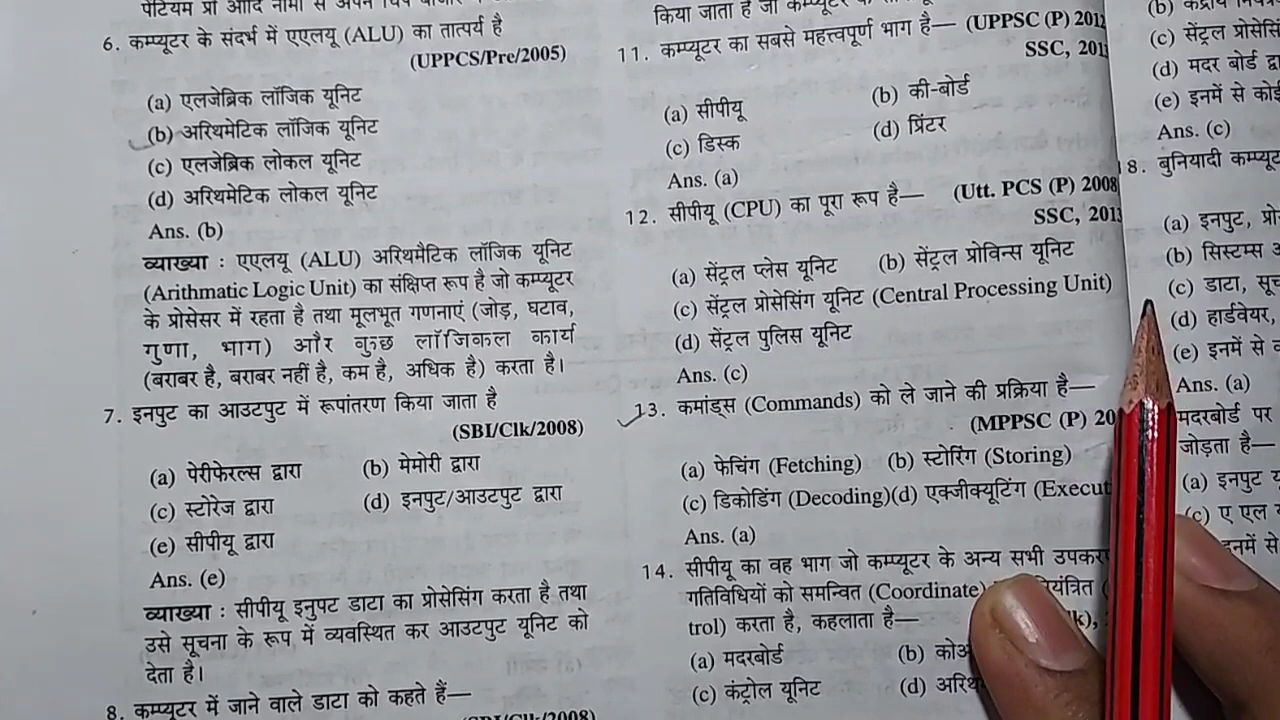 6. कम्प्यूटर के संदर्भ में एएलयू (ALU) का तात्पर्य है
(UPPCS/Pre/2005)
(a) एलजेब्रिक लॉजिक यूनिट
(b) अरिथमेटिक लॉजिक यूनिट
(c) एलजेब्रिक लोकल यूनिट
(d) अरिथमेटिक लोकल यूनिट
Ans. (b)
व्याख्या : एएलयू (ALU) अरिथमैटिक लॉजिक यूनिट
(Arithmatic Logic Unit) का संक्षिप्त रूप है जो कम्प्यूटर
के प्रोसेसर में रहता है तथा मूलभूत गणनाएं (जोड़, घटाव,
गुणा, भाग) और कुछ लॉजिकल कार्य
(बराबर है, बराबर नहीं है, कम है, अधिक है) करता है।
7. इनपुट का आउटपुट में रूपांतरण किया जाता है
(SBI/Clk/2008)
(a) पेरीफेरल्स द्वारा (b) मेमोरी द्वारा
(c) स्टोरेज द्वारा (d) इनपुट/आउटपुट द्वारा
(e) सीपीयू द्वारा
Ans. (e)
व्याख्या : सीपीयू इनुपट डाटा का प्रोसेसिंग करता है तथा
उसे सूचना के रूप में व्यवस्थित कर आउटपुट यूनिट को
देता है।
8. कम्प्यूटर में जाने वाले डाटा को कहते हैं—
किया जाता है जो कम्प्यूटर के
11. कम्प्यूटर का सबसे महत्त्वपूर्ण भाग है— (UPPSC (P) 2012
SSC, 201
(a) सीपीयू (b) की-बोर्ड
(c) डिस्क (d) प्रिंटर
Ans. (a)
12. सीपीयू (CPU) का पूरा रूप है— (Utt. PCS (P) 2008
SSC, 201
(a) सेंट्रल प्लेस यूनिट (b) सेंट्रल प्रोविन्स यूनिट
(c) सेंट्रल प्रोसेसिंग यूनिट (Central Processing Unit)
(d) सेंट्रल पुलिस यूनिट
Ans. (c)
13. कमांड्स (Commands) को ले जाने की प्रक्रिया है—
(MPPSC (P) 20
(a) फेचिंग (Fetching) (b) स्टोरिंग (Storing)
(c) डिकोडिंग (Decoding)(d) एक्जीक्यूटिंग (Execut
Ans. (a)
14. सीपीयू का वह भाग जो कम्प्यूटर के अन्य सभी
गतिविधियों को समन्वित (Coordinate)
trol) करता है, कहलाता है—
(a) मदरबोर्ड (b)
(c) कंट्रोल यूनिट (d)
(b)
(c) सेंट्रल
(d) मदर बोर्ड
(e) इनमें से
Ans. (c)
18. बुनियादी
(a) इनपुट,
(b) सिस्टम्स
(c) डाटा,
(d) हार्डवेयर,
(e) इनमें से
Ans. (a)
मदरबोर्ड पर
जोड़ता है—
(a) इनपुट
(c) ए एल